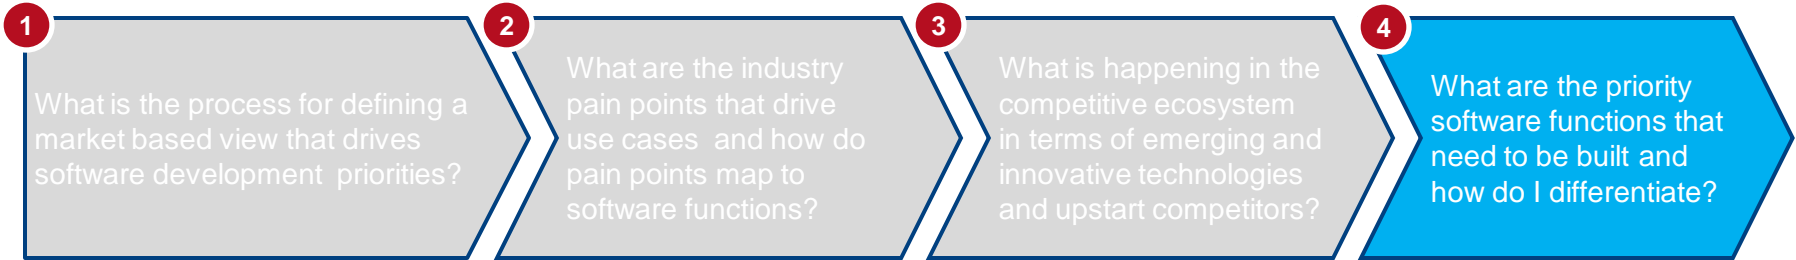 1
What is the process for defining a
market based view that drives
software development priorities?
2
What are the industry
pain points that drive
use cases and how do
pain points map to
software functions?
3
What is happening in the
competitive ecosystem
in terms of emerging and
innovative technologies
and upstart competitors?
4
What are the priority
software functions that
need to be built and
how do I differentiate?